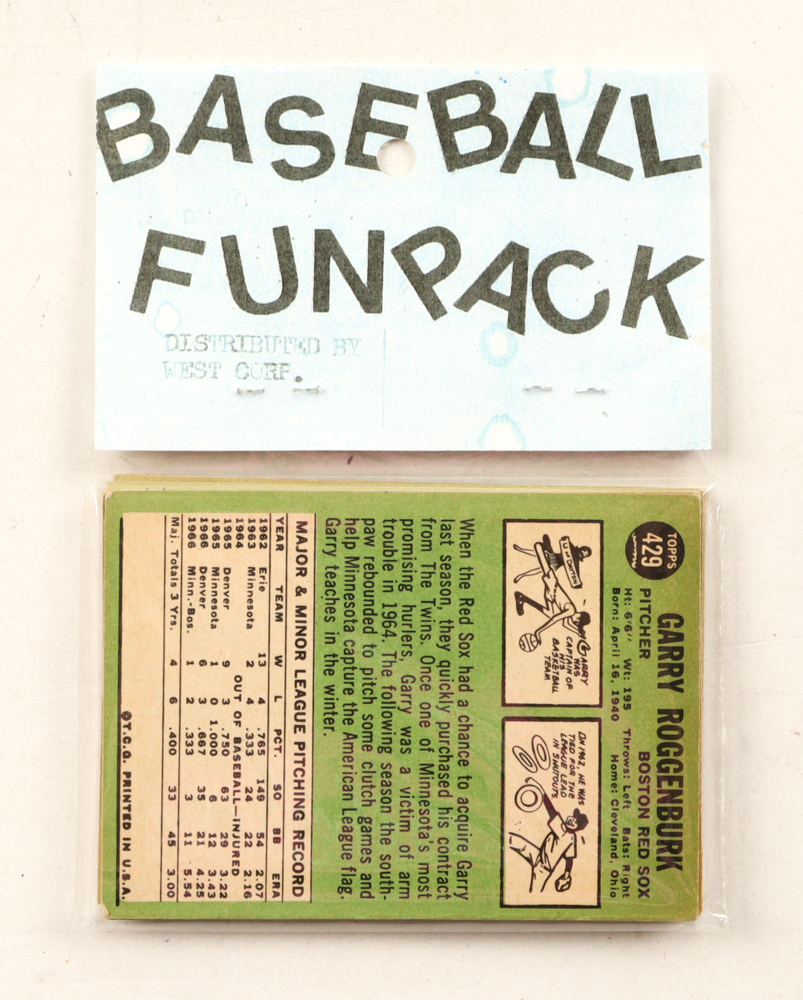 BASEBALL
FUNPACK
DISTRIBUTED BY
WEST CORP.
TOPPS
429
GARRY ROGGENBURK
PITCHER BOSTON RED SOX
Ht: 6'6" Wt: 195 Throws: Left Bats: Right
Born: April 16, 1940 Home: Cleveland, Ohio
U OF DAYTON
GARRY
WAS
CAPTAIN OF
HIS
BASKETBALL
TEAM
IN 1962, HE WAS
TIED FOR THE
LEAGUE LEAD
IN SHUTOUTS
When the Red Sox had a chance to acquire Garry
last season, they quickly purchased his contract
from The Twins. Once one of Minnesota's most
promising hurlers, Garry was a victim of arm
trouble in 1964. The following season the south-
paw rebounded to pitch some clutch games and
help Minnesota capture the American League flag.
Garry teaches in the winter.
MAJOR & MINOR LEAGUE PITCHING RECORD
YEAR TEAM W L PCT. SO BB ERA
1962 Erie 13 4 .765 149 54 2.07
1963 Minnesota 2 4 .333 24 22 2.16
1964 OUT OF BASEBALL—INJURED
1965 Denver 9 3 .750 63 29 3.22
1965 Minnesota 1 0 1.000 6 12 3.43
1966 Denver 6 3 .667 35 21 4.25
1966 Minn.-Bos. 1 2 .333 3 11 5.54
Maj. Totals 3 Yrs. 4 6 .400 33 45 3.00
©T.C.G. PRINTED IN U.S.A.